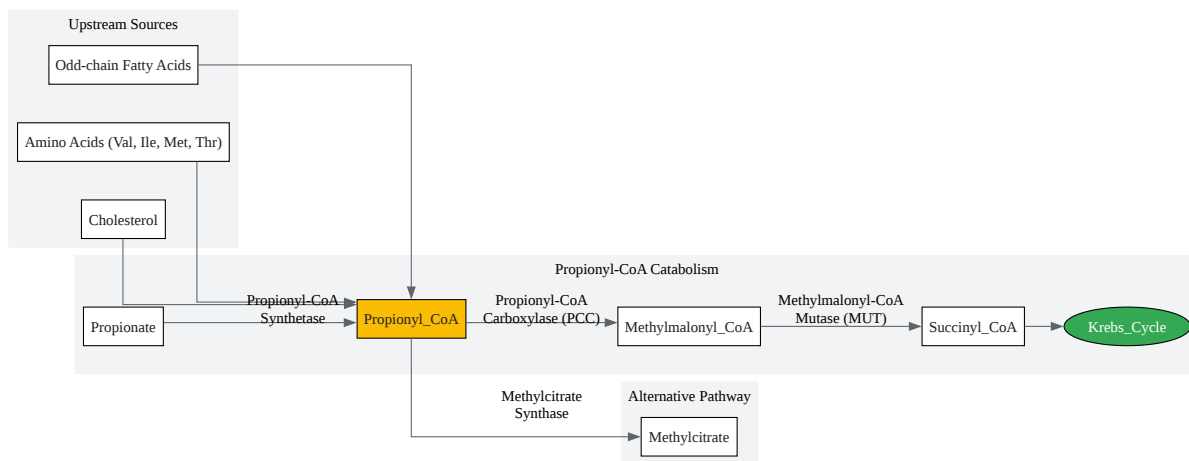 Upstream Sources
Odd-chain Fatty Acids
Amino Acids (Val, Ile, Met, Thr)
Cholesterol
Propionyl-CoA Catabolism
Propionate
Propionyl-CoA
Synthetase
Propionyl_CoA
Propionyl-CoA
Carboxylase (PCC)
Methylmalonyl_CoA
Methylmalonyl-CoA
Mutase (MUT)
Succinyl_CoA
Krebs_Cycle
Methylcitrate
Synthase
Alternative Pathway
Methylcitrate